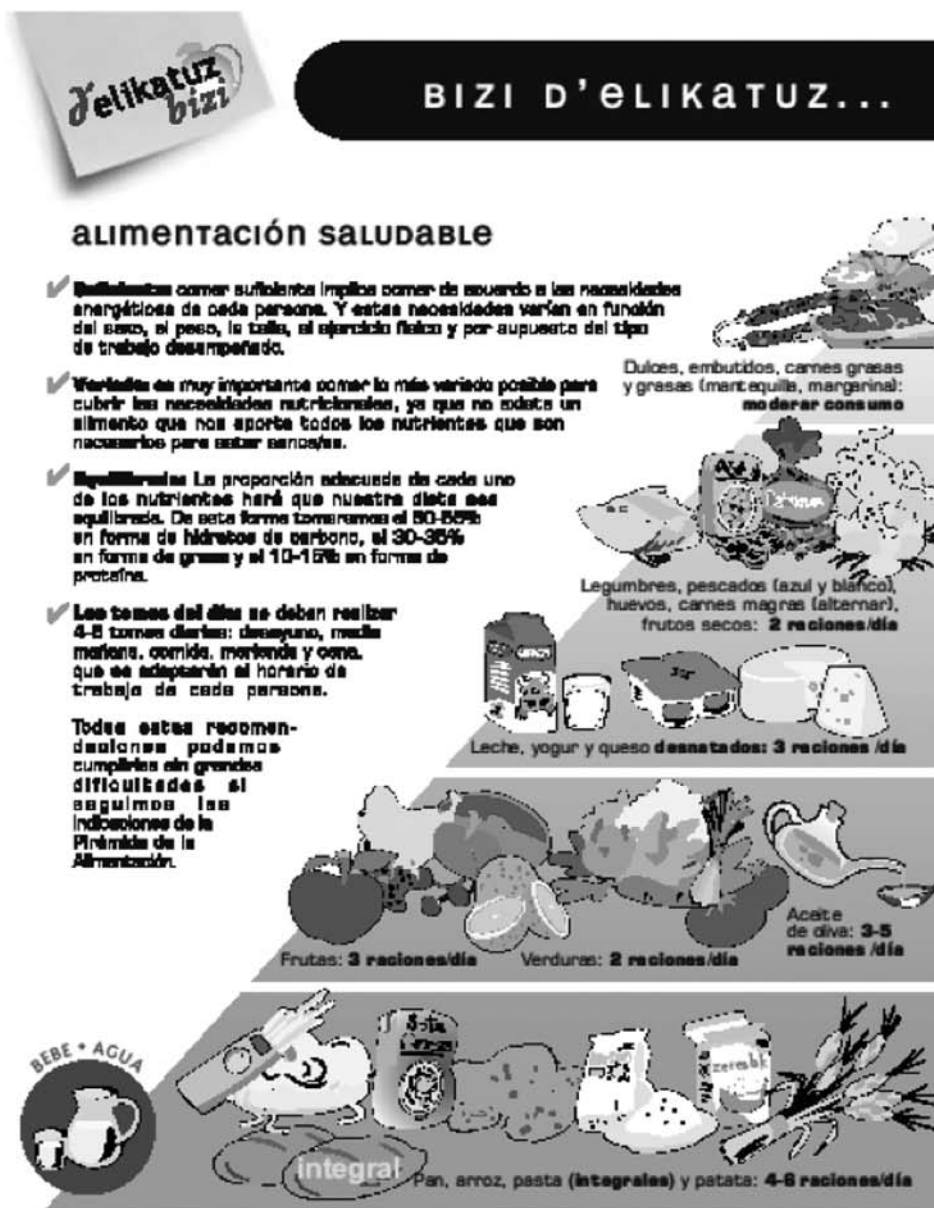 d'elikatuz
bizi
BIZI D'ELIKATUZ...
ALIMENTACIÓN SALUDABLE
Suficiente: comer suficiente implica comer de acuerdo a las necesidades
energéticas de cada persona. Y estas necesidades varían en función
del sexo, el peso, la talla, el ejercicio físico y por supuesto del tipo
de trabajo desempeñado.
Variada: es muy importante comer lo más variado posible para
cubrir las necesidades nutricionales, ya que no existe un
alimento que nos aporte todos los nutrientes que son
necesarios para estar sanos/as.
Equilibrada: La proporción adecuada de cada uno
de los nutrientes hará que nuestra dieta sea
equilibrada. De esta forma tomaremos el 50-55%
en forma de hidratos de carbono, el 30-35%
en forma de grasa y el 10-15% en forma de
proteína.
Las tomas del día: se deben realizar
4-5 tomas diarias: desayuno, media
mañana, comida, merienda y cena,
que se adaptarán al horario de
trabajo de cada persona.
Todas estas recomen-
daciones podemos
cumplirlas sin grandes
dificultades si
seguimos las
indicaciones de la
Pirámide de la
Alimentación.
Dulces, embutidos, carnes grasas
y grasas (mantequilla, margarina):
moderar consumo
Legumbres, pescados (azul y blanco),
huevos, carnes magras (alternar),
frutos secos: 2 raciones/día
Leche, yogur y queso desnatados: 3 raciones /día
Frutas: 3 raciones/día
Verduras: 2 raciones/día
Aceite
de oliva: 3-5
raciones/día
BEBE • AGUA
integral
Pan, arroz, pasta (integrales) y patata: 4-6 raciones/día